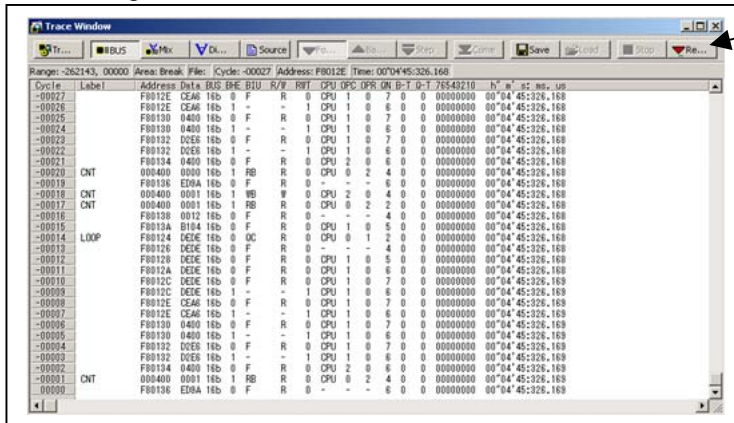 Trace Window
Tr... BUS Mix Di... Source Fo... Ba... Step Come Save Load... Stop Re...
Range: -262143, 00000 Area: Break File: Cycle: -00027 Address: F8012E Time: 00"04'45:326.168
Cycle Label Address Data BUS BHE BIU R/W RWT CPU OPC OPR QN B-T Q-T 76543210 h" m' s: ms. us
-00027 F8012E CEA6 16b 0 F R 0 CPU 1 0 7 0 0 00000000 00"04'45:326.168
-00026 F8012E CEA6 16b 1 - - 1 CPU 1 0 6 0 0 00000000 00"04'45:326.168
-00025 F80130 0400 16b 0 F R 0 CPU 1 0 7 0 0 00000000 00"04'45:326.168
-00024 F80130 0400 16b 1 - - 1 CPU 1 0 6 0 0 00000000 00"04'45:326.168
-00023 F80132 D2E6 16b 0 F R 0 CPU 1 0 7 0 0 00000000 00"04'45:326.168
-00022 F80132 D2E6 16b 1 - - 1 CPU 1 0 6 0 0 00000000 00"04'45:326.168
-00021 F80134 0400 16b 0 F R 0 CPU 2 0 6 0 0 00000000 00"04'45:326.168
-00020 CNT 000400 0000 16b 1 RB R 0 CPU 0 2 4 0 0 00000000 00"04'45:326.168
-00019 F80136 ED8A 16b 0 F R 0 - - - 6 0 0 00000000 00"04'45:326.168
-00018 CNT 000400 0001 16b 1 WB W 0 CPU 2 0 4 0 0 00000000 00"04'45:326.168
-00017 CNT 000400 0001 16b 1 RB R 0 CPU 0 2 2 0 0 00000000 00"04'45:326.168
-00016 F80138 0012 16b 0 F R 0 - - - 4 0 0 00000000 00"04'45:326.168
-00015 F8013A B104 16b 0 F R 0 CPU 1 0 5 0 0 00000000 00"04'45:326.168
-00014 LOOP F80124 DEDE 16b 0 QC R 0 CPU 0 1 2 0 0 00000000 00"04'45:326.168
-00013 F80126 DEDE 16b 0 F R 0 - - - 4 0 0 00000000 00"04'45:326.168
-00012 F80128 DEDE 16b 0 F R 0 CPU 1 0 5 0 0 00000000 00"04'45:326.168
-00011 F8012A DEDE 16b 0 F R 0 CPU 1 0 6 0 0 00000000 00"04'45:326.168
-00010 F8012C DEDE 16b 0 F R 0 CPU 1 0 7 0 0 00000000 00"04'45:326.168
-00009 F8012C DEDE 16b 1 - - 1 CPU 1 0 6 0 0 00000000 00"04'45:326.169
-00008 F8012E CEA6 16b 0 F R 0 CPU 1 0 7 0 0 00000000 00"04'45:326.169
-00007 F8012E CEA6 16b 1 - - 1 CPU 1 0 6 0 0 00000000 00"04'45:326.169
-00006 F80130 0400 16b 0 F R 0 CPU 1 0 7 0 0 00000000 00"04'45:326.169
-00005 F80130 0400 16b 1 - - 1 CPU 1 0 6 0 0 00000000 00"04'45:326.169
-00004 F80132 D2E6 16b 0 F R 0 CPU 1 0 7 0 0 00000000 00"04'45:326.169
-00003 F80132 D2E6 16b 1 - - 1 CPU 1 0 6 0 0 00000000 00"04'45:326.169
-00002 F80134 0400 16b 0 F R 0 CPU 2 0 6 0 0 00000000 00"04'45:326.169
-00001 CNT 000400 0001 16b 1 RB R 0 CPU 0 2 4 0 0 00000000 00"04'45:326.169
00000 F80136 ED8A 16b 0 F R 0 - - - 6 0 0 00000000 00"04'45:326.169